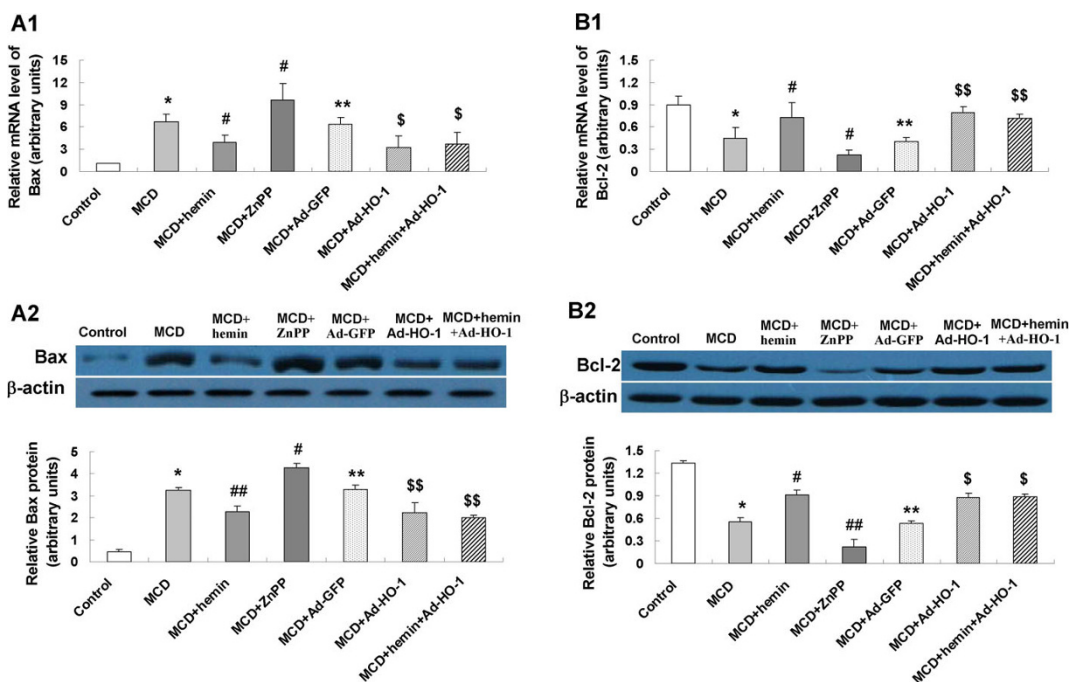 A1
Relative mRNA level of
Bax (arbitrary units)
15
12
9
6
3
0
*
#
#
**
$
$
Control
MCD
MCD+hemin
MCD+ZnPP
MCD+Ad-GFP
MCD+Ad-HO-1
MCD+hemin+Ad-HO-1
B1
Relative mRNA level of
Bcl-2 (arbitrary units)
1.5
1.2
0.9
0.6
0.3
0
*
#
#
**
$$
$$
Control
MCD
MCD+hemin
MCD+ZnPP
MCD+Ad-GFP
MCD+Ad-HO-1
MCD+hemin+Ad-HO-1
A2
Control
MCD
MCD+
hemin
MCD+
ZnPP
MCD+
Ad-GFP
MCD+
Ad-HO-1
MCD+hemin
+Ad-HO-1
Bax
β-actin
Relative Bax protein
(arbitrary units)
5
4
3
2
1
0
*
##
#
**
$$
$$
Control
MCD
MCD+hemin
MCD+ZnPP
MCD+Ad-GFP
MCD+Ad-HO-1
MCD+hemin+Ad-HO-1
B2
Control
MCD
MCD+
hemin
MCD+
ZnPP
MCD+
Ad-GFP
MCD+
Ad-HO-1
MCD+hemin
+Ad-HO-1
Bcl-2
β-actin
Relative Bcl-2 protein
(arbitrary units)
1.5
1.2
0.9
0.6
0.3
0
*
#
##
**
$
$
Control
MCD
MCD+hemin
MCD+ZnPP
MCD+Ad-GFP
MCD+Ad-HO-1
MCD+hemin+Ad-HO-1